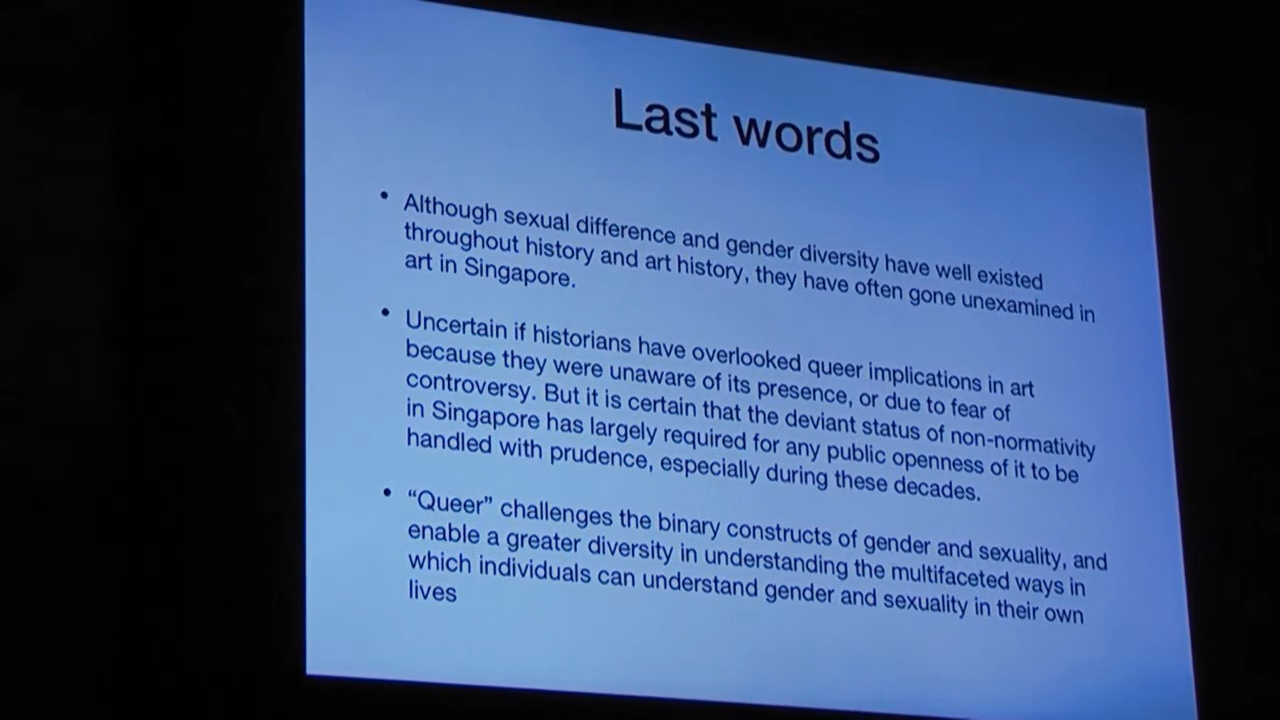 Last words
• Although sexual difference and gender diversity have well existed
throughout history and art history, they have often gone unexamined in
art in Singapore.
• Uncertain if historians have overlooked queer implications in art
because they were unaware of its presence, or due to fear of
controversy. But it is certain that the deviant status of non-normativity
in Singapore has largely required for any public openness of it to be
handled with prudence, especially during these decades.
• “Queer” challenges the binary constructs of gender and sexuality, and
enable a greater diversity in understanding the multifaceted ways in
which individuals can understand gender and sexuality in their own
lives